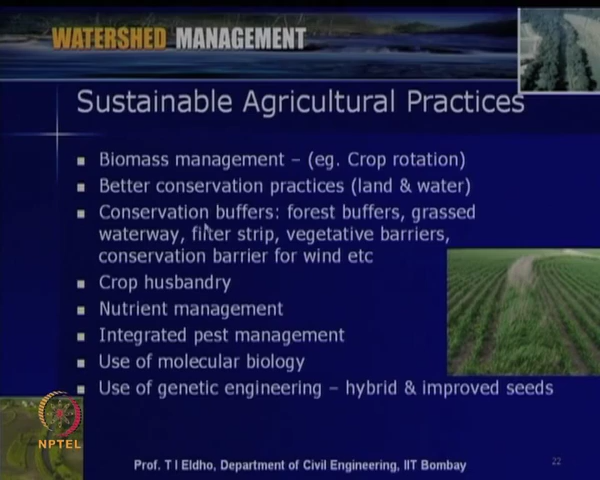 WATERSHED MANAGEMENT
Sustainable Agricultural Practices
Biomass management – (eg. Crop rotation)
Better conservation practices (land & water)
Conservation buffers: forest buffers, grassed
waterway, filter strip, vegetative barriers,
conservation barrier for wind etc
Crop husbandry
Nutrient management
Integrated pest management
Use of molecular biology
Use of genetic engineering – hybrid & improved seeds
NPTEL
Prof. T I Eldho, Department of Civil Engineering, IIT Bombay
22